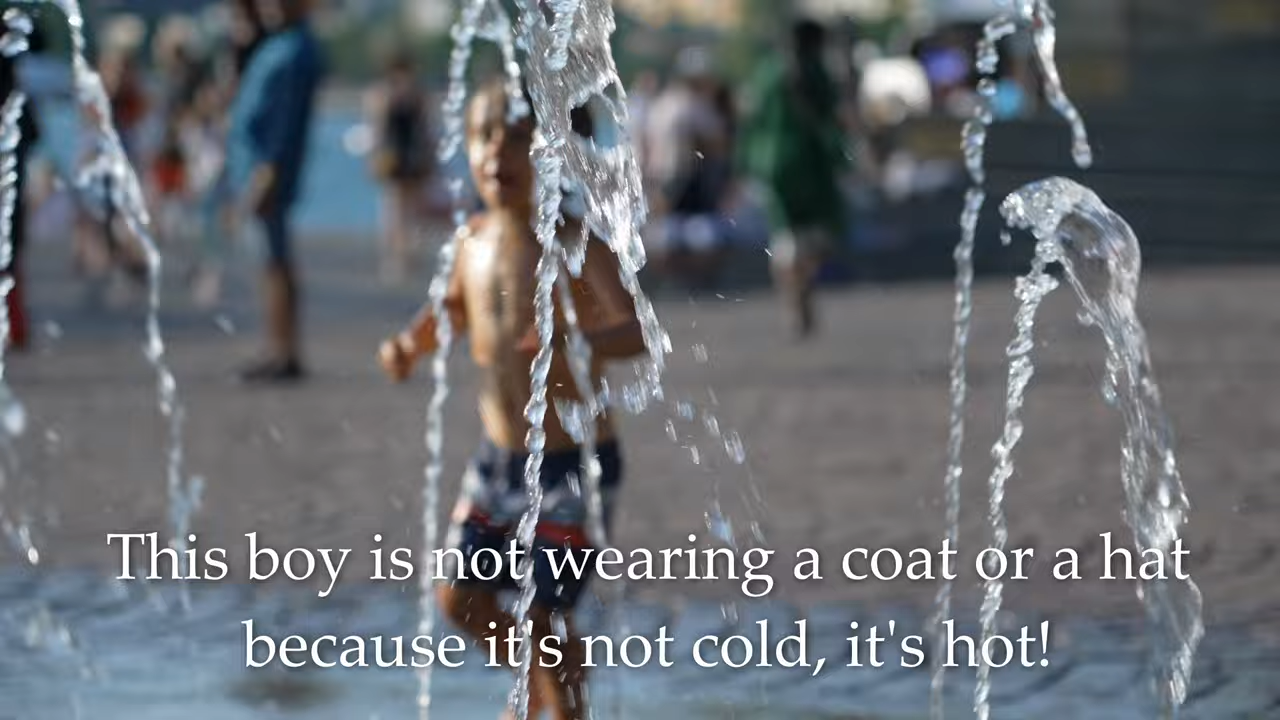 This boy is not wearing a coat or a hat
because it's not cold, it's hot!